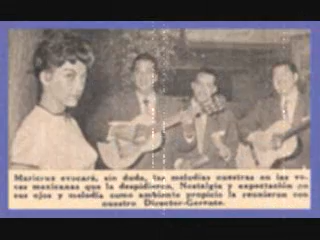 Maricruz evocará, sin duda, tar melodías nuestras en las vo-
ces mexicanas que la despidieron. Nostalgia y expectación en
sus ojos y melodía como ambiente propicio la reunieron con
nuestro Director-Gerente.